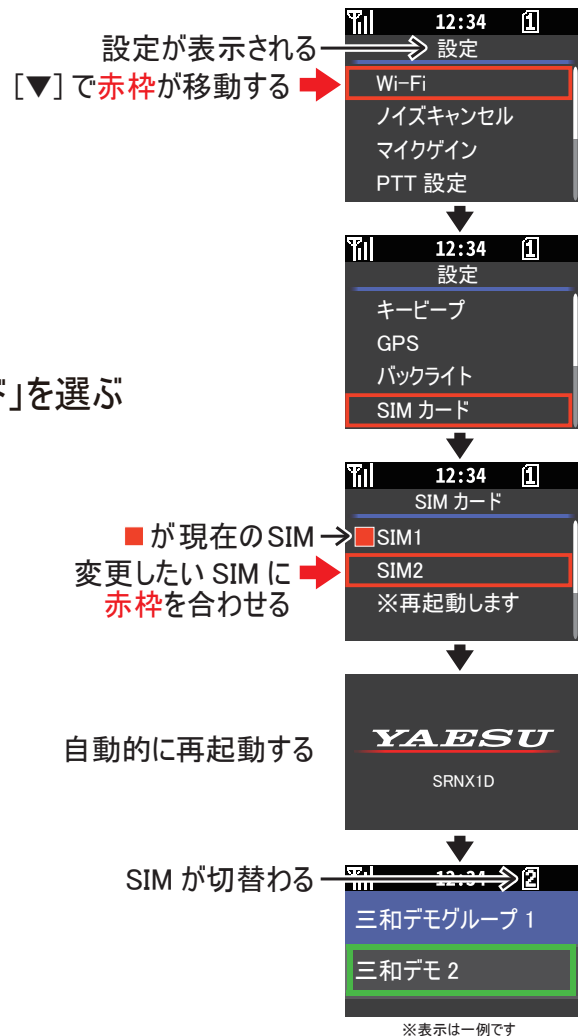 12:34 1
設定が表示される 設定
[▼]で赤枠が移動する Wi-Fi
ノイズキャンセル
マイクゲイン
PTT 設定
12:34 1
設定
キービープ
GPS
バックライト
」を選ぶ
SIM カード
12:34 1
SIM カード
■が現在のSIM SIM1
変更したい SIM に SIM2
赤枠を合わせる ※再起動します
YAESU
自動的に再起動する
SRNX1D
SIM が切替わる 12:34 2
三和デモグループ 1
三和デモ 2
※表示は一例です